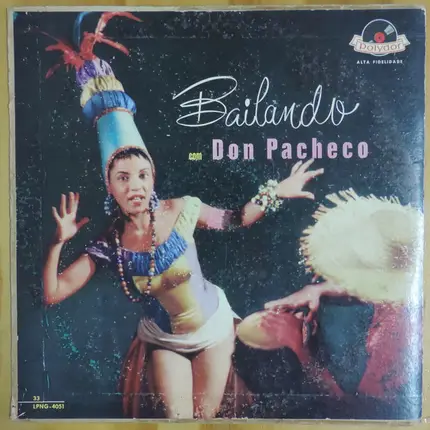 Polydor
ALTA FIDELIDADE
Bailando
com Don Pacheco
33
LPNG-4051